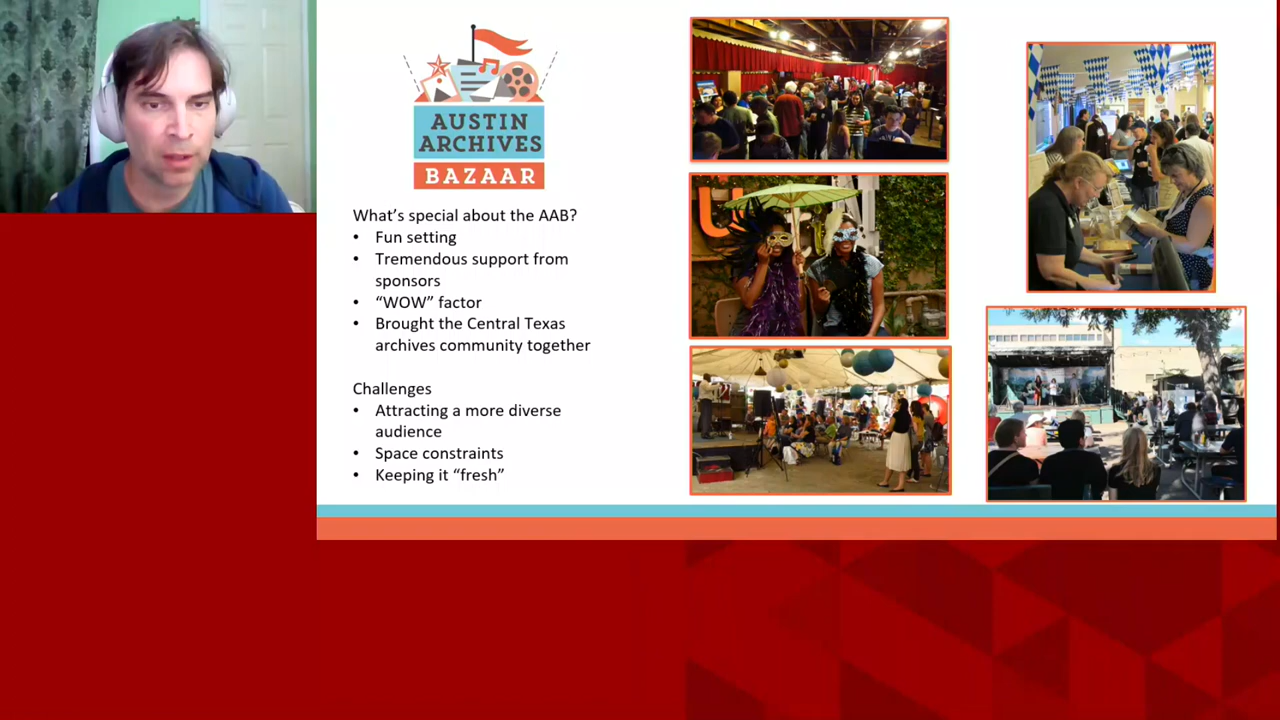 AUSTIN
ARCHIVES
BAZAAR
What's special about the AAB?
• Fun setting
• Tremendous support from
sponsors
• “WOW” factor
• Brought the Central Texas
archives community together
Challenges
• Attracting a more diverse
audience
• Space constraints
• Keeping it “fresh”